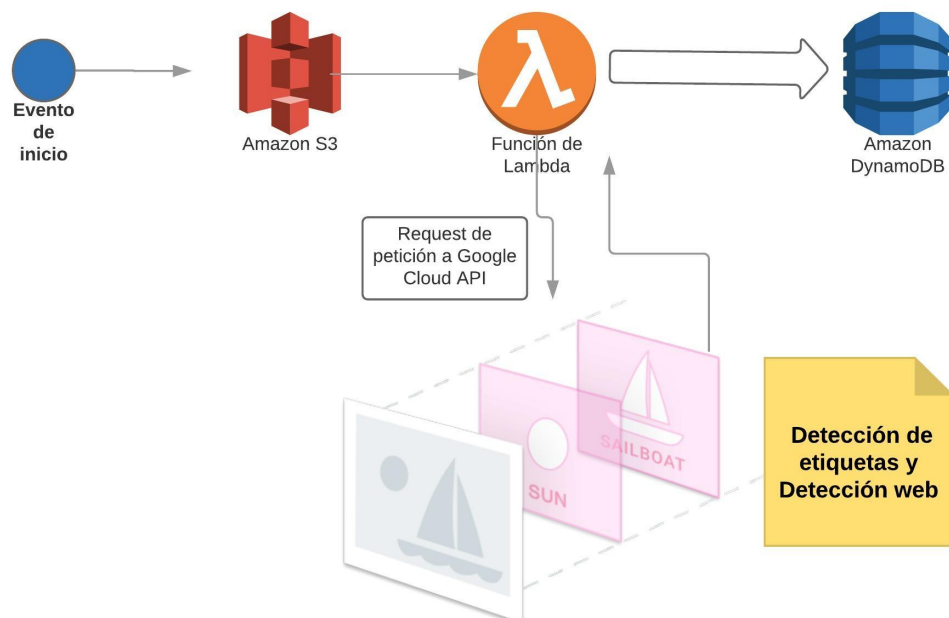 Evento
de
inicio
Amazon S3
Función de
Lambda
Amazon
DynamoDB
Request de
petición a Google
Cloud API
SAILBOAT
SUN
Detección de
etiquetas y
Detección web